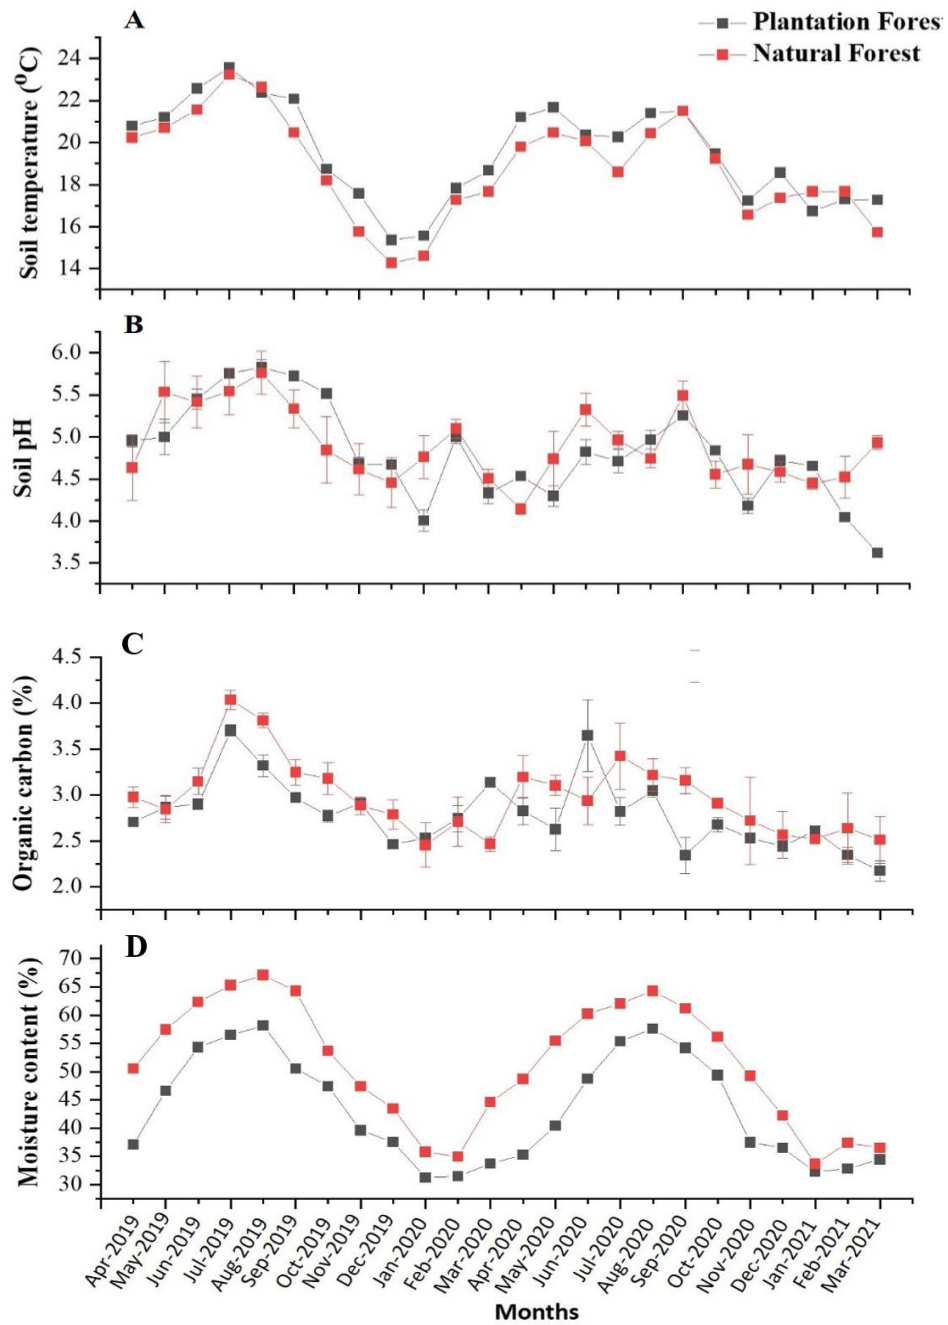 A
Plantation Fores
Natural Forest
Soil temperature (°C)
24
22
20
18
16
14
B
Soil pH
6.0
5.5
5.0
4.5
4.0
3.5
C
Organic carbon (%)
4.5
4.0
3.5
3.0
2.5
2.0
D
Moisture content (%)
70
65
60
55
50
45
40
35
30
Apr-2019
May-2019
Jun-2019
Jul-2019
Aug-2019
Sep-2019
Oct-2019
Nov-2019
Dec-2019
Jan-2020
Feb-2020
Mar-2020
Apr-2020
May-2020
Jun-2020
Jul-2020
Aug-2020
Sep-2020
Oct-2020
Nov-2020
Dec-2020
Jan-2021
Feb-2021
Mar-2021
Months